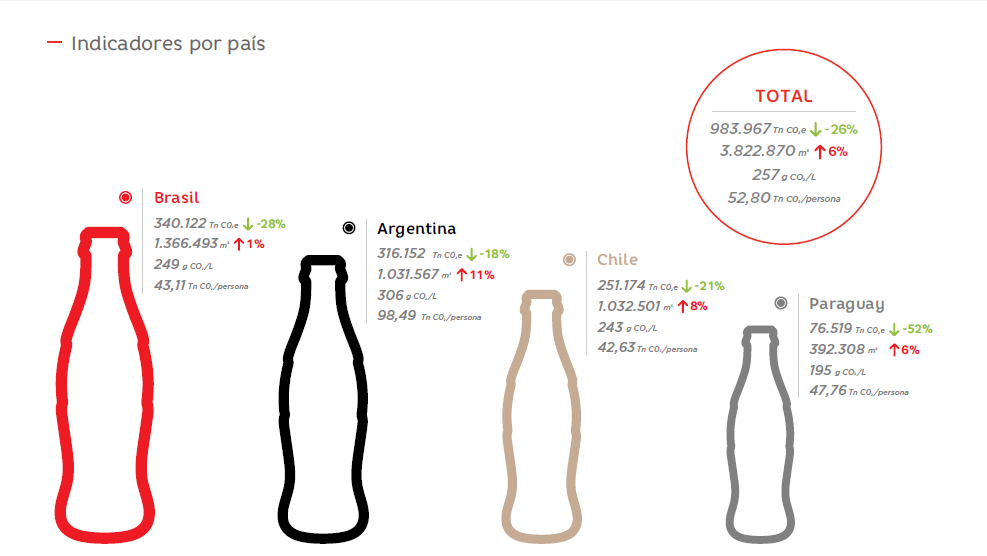 Indicadores por país
TOTAL
983.967 Tn CO₂e ↓ -26%
3.822.870 m³ ↑ 6%
257 g CO₂/L
52,80 Tn CO₂/persona
Brasil
340.122 Tn CO₂e ↓ -28%
1.366.493 m³ ↑ 1%
249 g CO₂/L
43,11 Tn CO₂/persona
Argentina
316.152 Tn CO₂e ↓ -18%
1.031.567 m³ ↑ 11%
306 g CO₂/L
98,49 Tn CO₂/persona
Chile
251.174 Tn CO₂e ↓ -21%
1.032.501 m³ ↑ 8%
243 g CO₂/L
42,63 Tn CO₂/persona
Paraguay
76.519 Tn CO₂e ↓ -52%
392.308 m³ ↑ 6%
195 g CO₂/L
47,76 Tn CO₂/persona